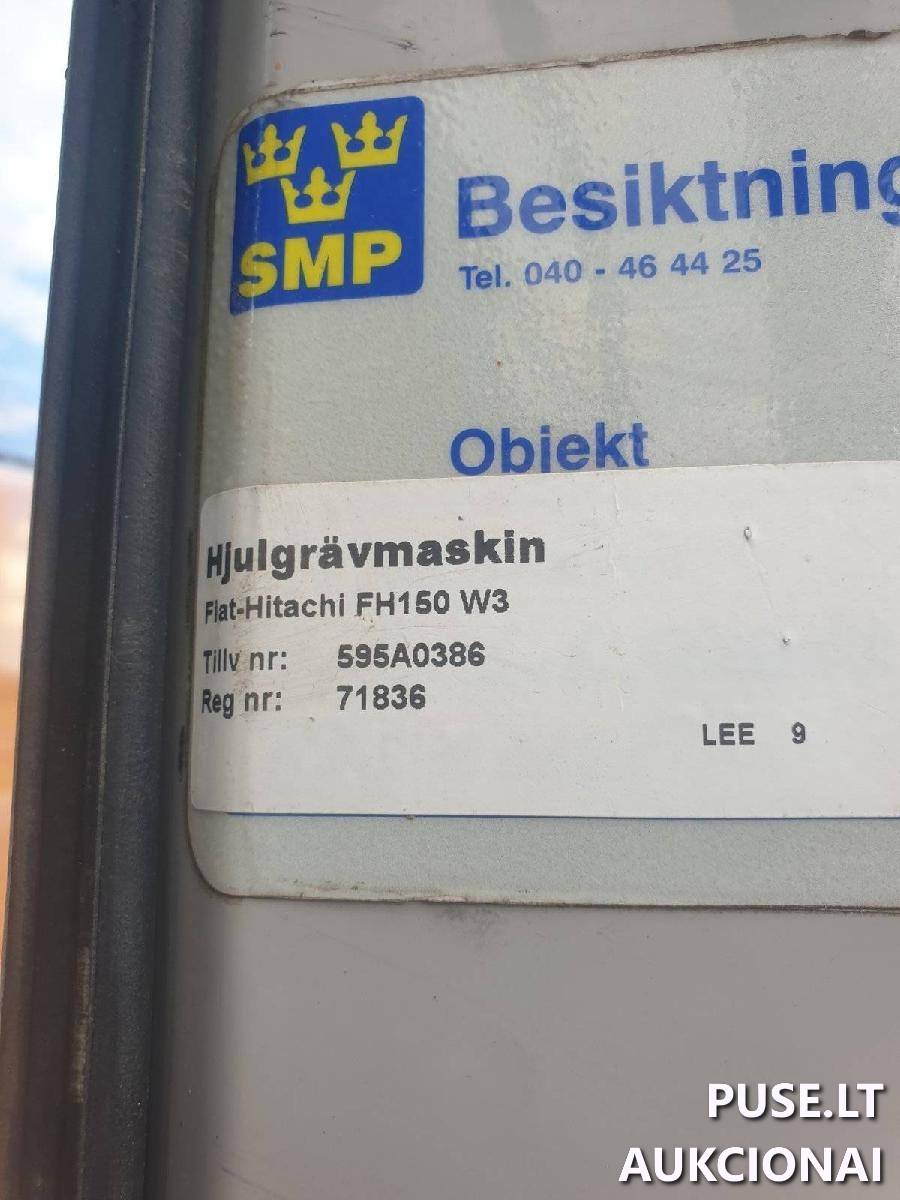 SMP
Besiktning
Tel. 040 - 46 44 25
Objekt
Hjulgrävmaskin
Fiat-Hitachi FH150 W3
Tillv nr: 595A0386
Reg nr: 71836
LEE 9
PUSE.LT
AUKCIONAI